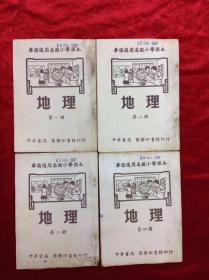 華僑適用高級小學課本
地理
第一册
中華書局 商務印書館印行
華僑適用高級小學課本
地理
第二册
中華書局 商務印書館印行
華僑適用高級小學課本
地理
第三册
中華書局 商務印書館印行
華僑適用高級小學課本
地理
第四册
中華書局 商務印書館印行